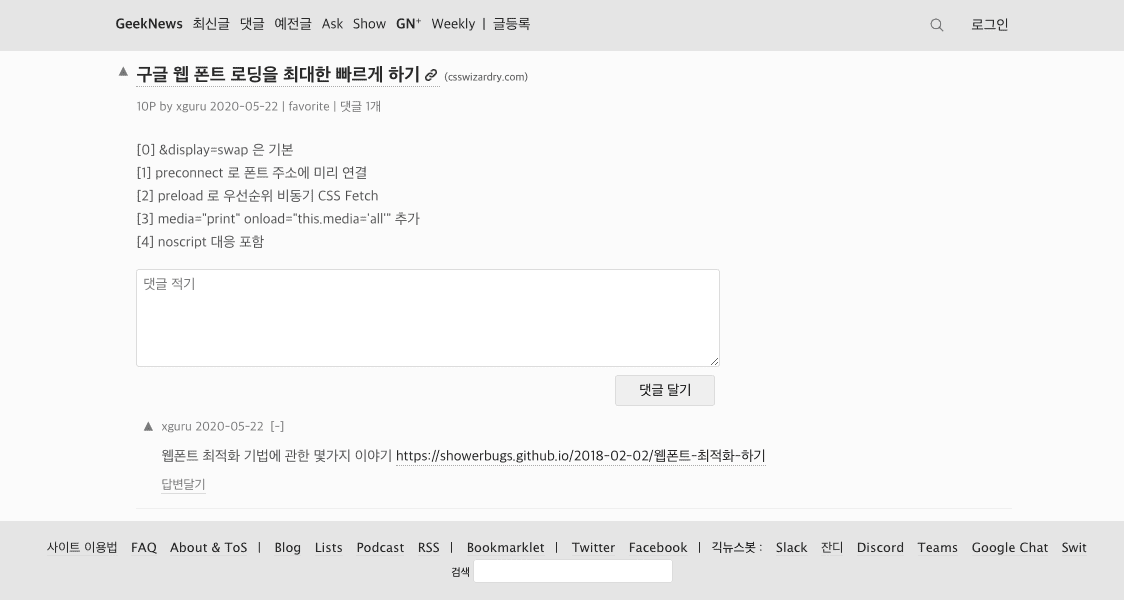 GeekNews 최신글 댓글 예전글 Ask Show GN⁺ Weekly | 글등록 로그인
▲ 구글 웹 폰트 로딩을 최대한 빠르게 하기 (csswizardry.com)
10P by xguru 2020-05-22 | favorite | 댓글 1개
[0] &display=swap 은 기본
[1] preconnect 로 폰트 주소에 미리 연결
[2] preload 로 우선순위 비동기 CSS Fetch
[3] media="print" onload="this.media='all'" 추가
[4] noscript 대응 포함
댓글 적기
댓글 달기
▲ xguru 2020-05-22 [-]
웹폰트 최적화 기법에 관한 몇가지 이야기 https://showerbugs.github.io/2018-02-02/웹폰트-최적화-하기
답변달기
사이트 이용법 FAQ About & ToS | Blog Lists Podcast RSS | Bookmarklet | Twitter Facebook | 긱뉴스봇 : Slack 잔디 Discord Teams Google Chat Swit
검색